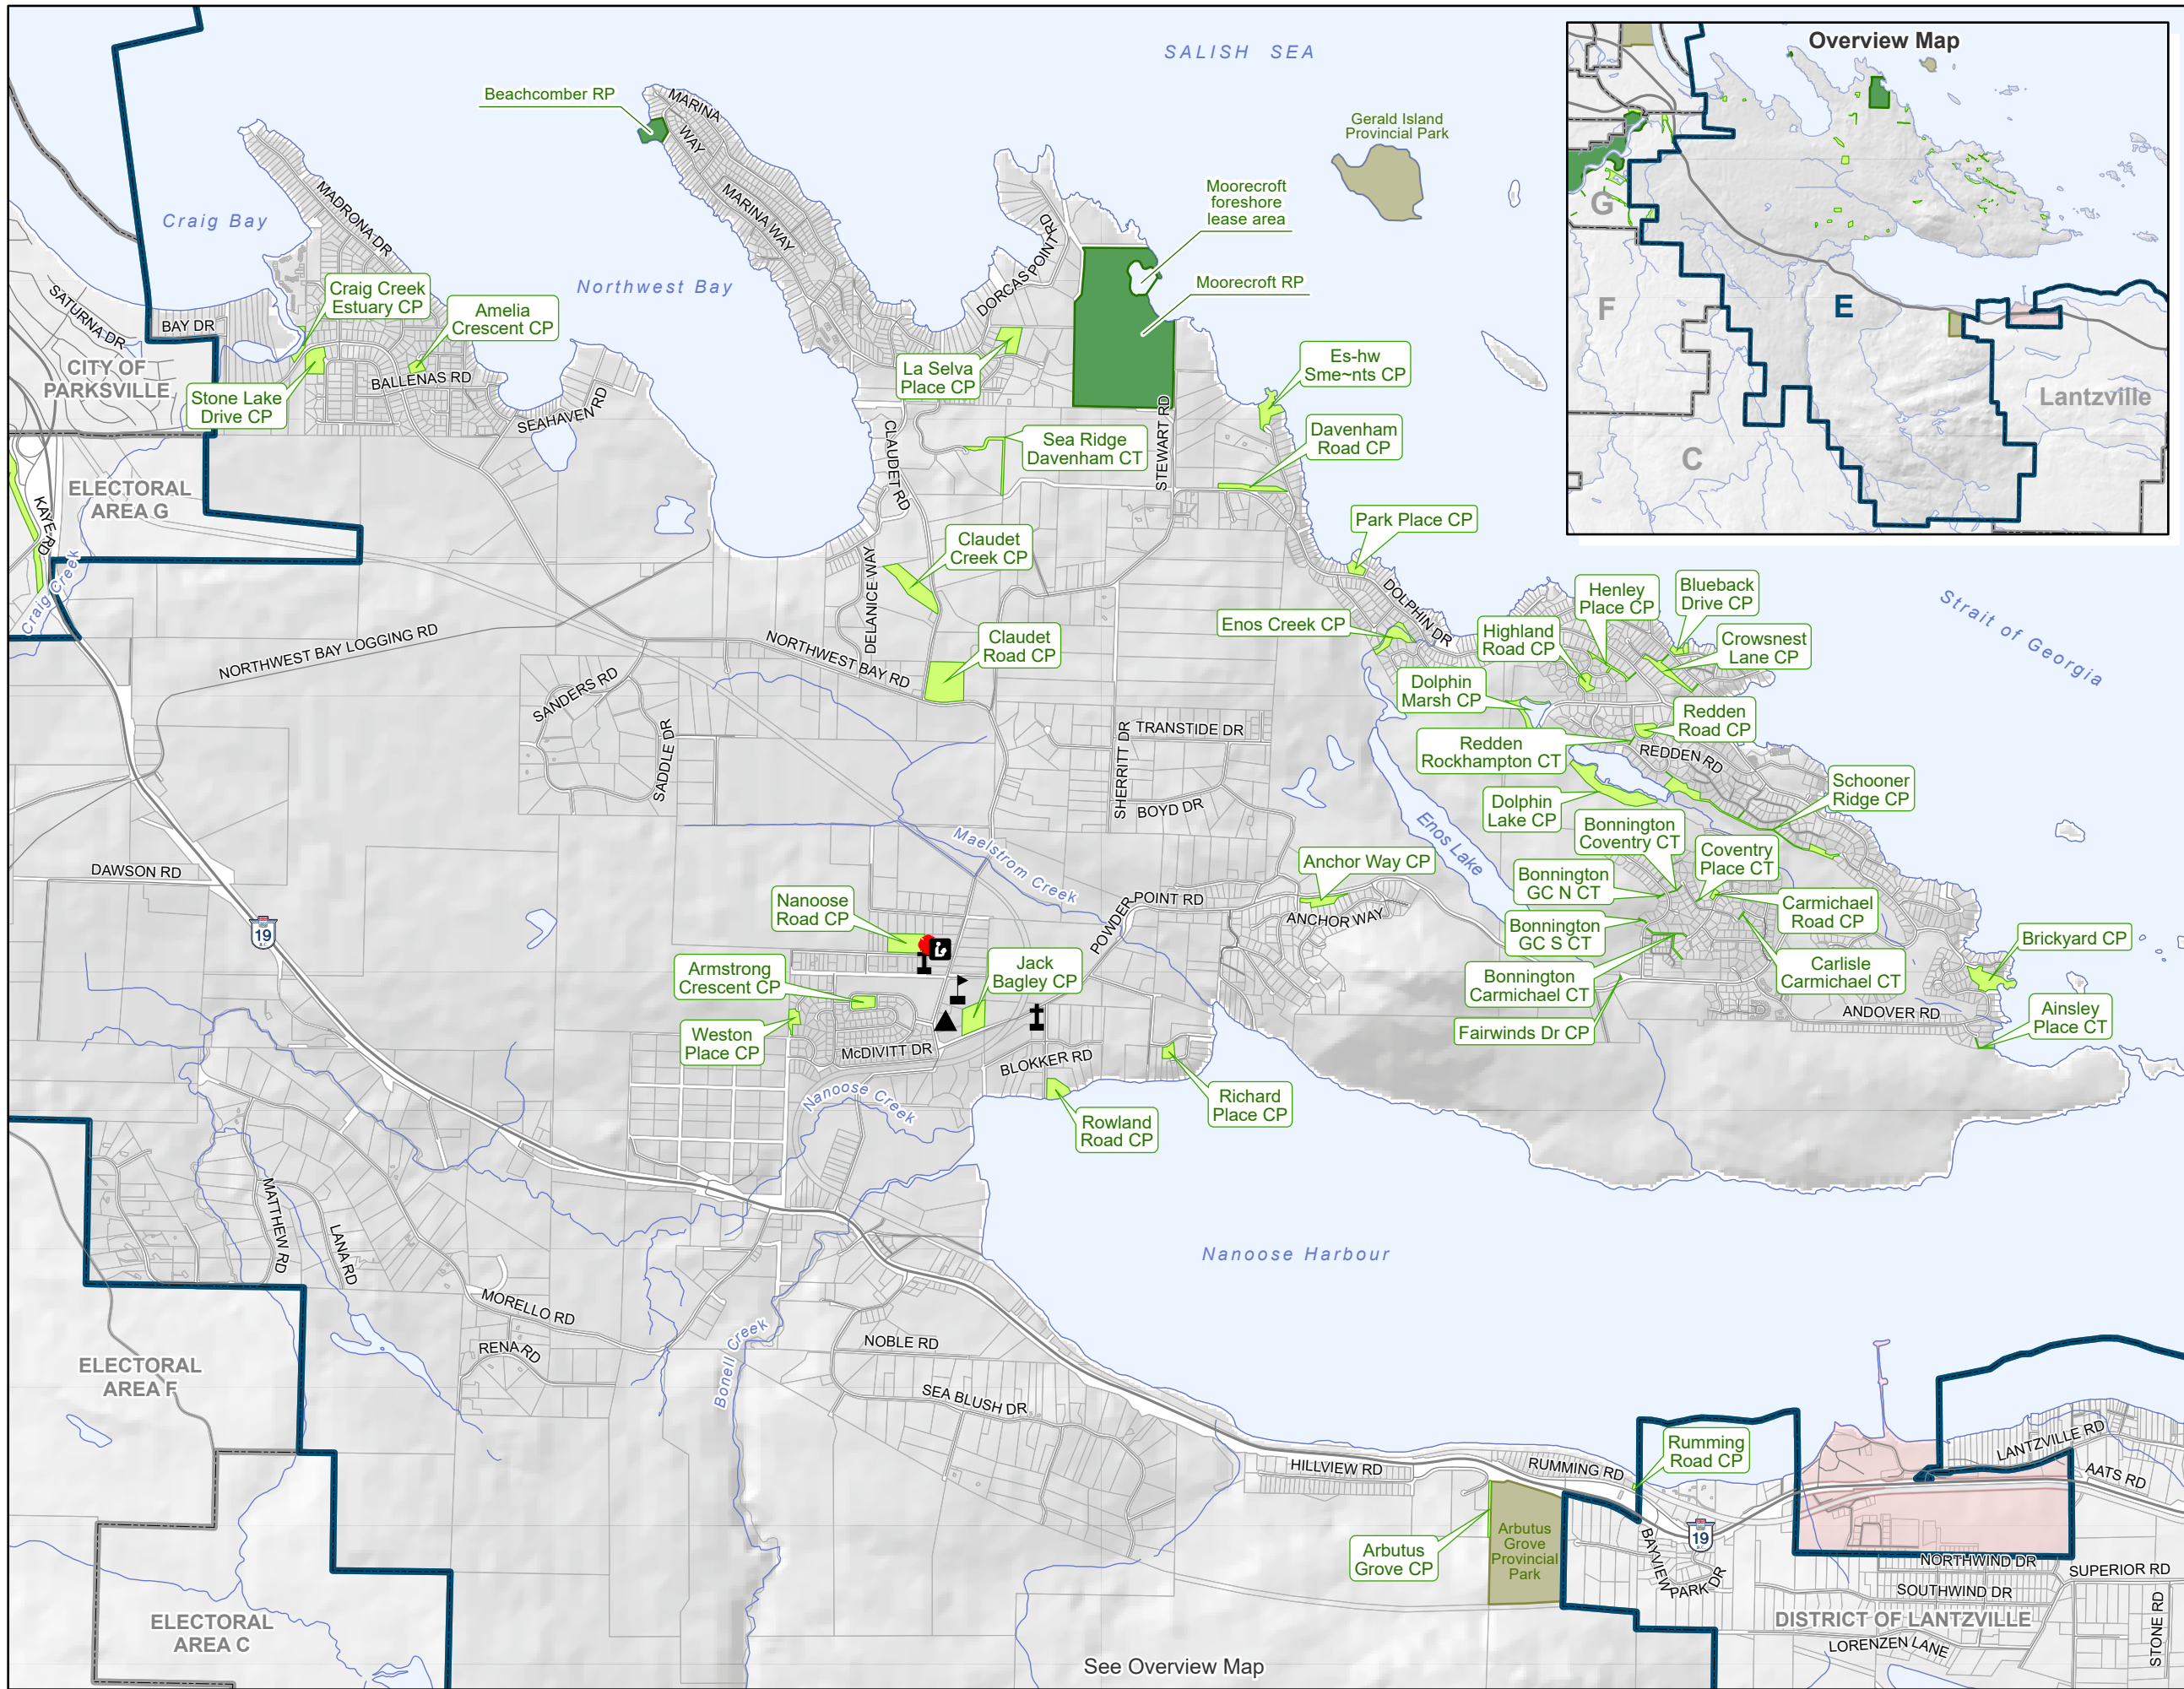 SALISH SEA
Overview Map
G
F
E
C
Lantzville
Beachcomber RP
MARINA
WAY
MARINA WAY
Gerald Island
Provincial Park
Moorecroft
foreshore
lease area
Moorecroft RP
Craig Bay
MADRONA DR
Northwest Bay
DORCAS POINT RD
SATURNA DR
BAY DR
Craig Creek
Estuary CP
Amelia
Crescent CP
CITY OF
PARKSVILLE
Stone Lake
Drive CP
BALLENAS RD
SEAHAVEN RD
La Selva
Place CP
Es-hw
Sme~nts CP
CLAUDET RD
Sea Ridge
Davenham CT
STEWART RD
Davenham
Road CP
ELECTORAL
AREA G
KAYE RD
Craig Creek
Park Place CP
Claudet
Creek CP
DELANICE WAY
DOLPHIN DR
Strait of Georgia
Henley
Place CP
Blueback
Drive CP
Enos Creek CP
Highland
Road CP
Crowsnest
Lane CP
NORTHWEST BAY LOGGING RD
NORTHWEST BAY RD
Claudet
Road CP
Dolphin
Marsh CP
SANDERS RD
SADDLE DR
SHERRITT DR
TRANSTIDE DR
Redden
Road CP
Redden
Rockhampton CT
REDDEN RD
Schooner
Ridge CP
BOYD DR
Dolphin
Lake CP
Enos Lake
Maelstrom Creek
Bonnington
Coventry CT
Coventry
Place CT
DAWSON RD
19
B.C.
Anchor Way CP
Bonnington
GC N CT
POWDER POINT RD
ANCHOR WAY
Carmichael
Road CP
Nanoose
Road CP
Bonnington
GC S CT
Brickyard CP
Armstrong
Crescent CP
Jack
Bagley CP
Bonnington
Carmichael CT
Carlisle
Carmichael CT
ANDOVER RD
Ainsley
Place CT
Fairwinds Dr CP
Weston
Place CP
McDIVITT DR
BLOKKER RD
Nanoose Creek
Rowland
Road CP
Richard
Place CP
MATTHEW RD
LANA RD
Nanoose Harbour
MORELLO RD
RENA RD
Bonell Creek
NOBLE RD
SEA BLUSH DR
ELECTORAL
AREA F
HILLVIEW RD
RUMMING RD
Rumming
Road CP
LANTZVILLE RD
AATS RD
Arbutus
Grove CP
Arbutus
Grove
Provincial
Park
19
B.C.
BAYVIEW
PARK DR
NORTHWIND DR
SUPERIOR RD
SOUTHWIND DR
DISTRICT OF LANTZVILLE
LORENZEN LANE
STONE RD
ELECTORAL
AREA C
See Overview Map